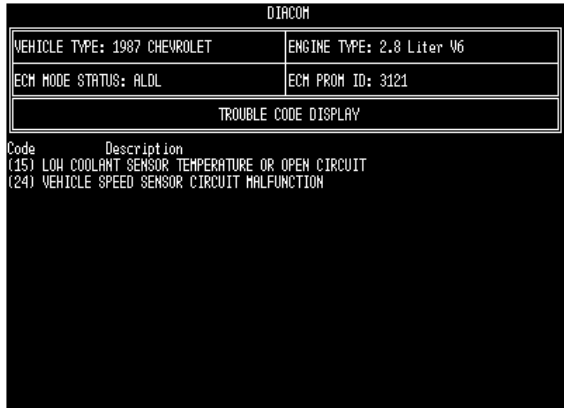 DIACOM
VEHICLE TYPE: 1987 CHEVROLET
ENGINE TYPE: 2.8 Liter V6
ECM MODE STATUS: ALDL
ECM PROM ID: 3121
TROUBLE CODE DISPLAY
Code Description
(15) LOW COOLANT SENSOR TEMPERATURE OR OPEN CIRCUIT
(24) VEHICLE SPEED SENSOR CIRCUIT MALFUNCTION